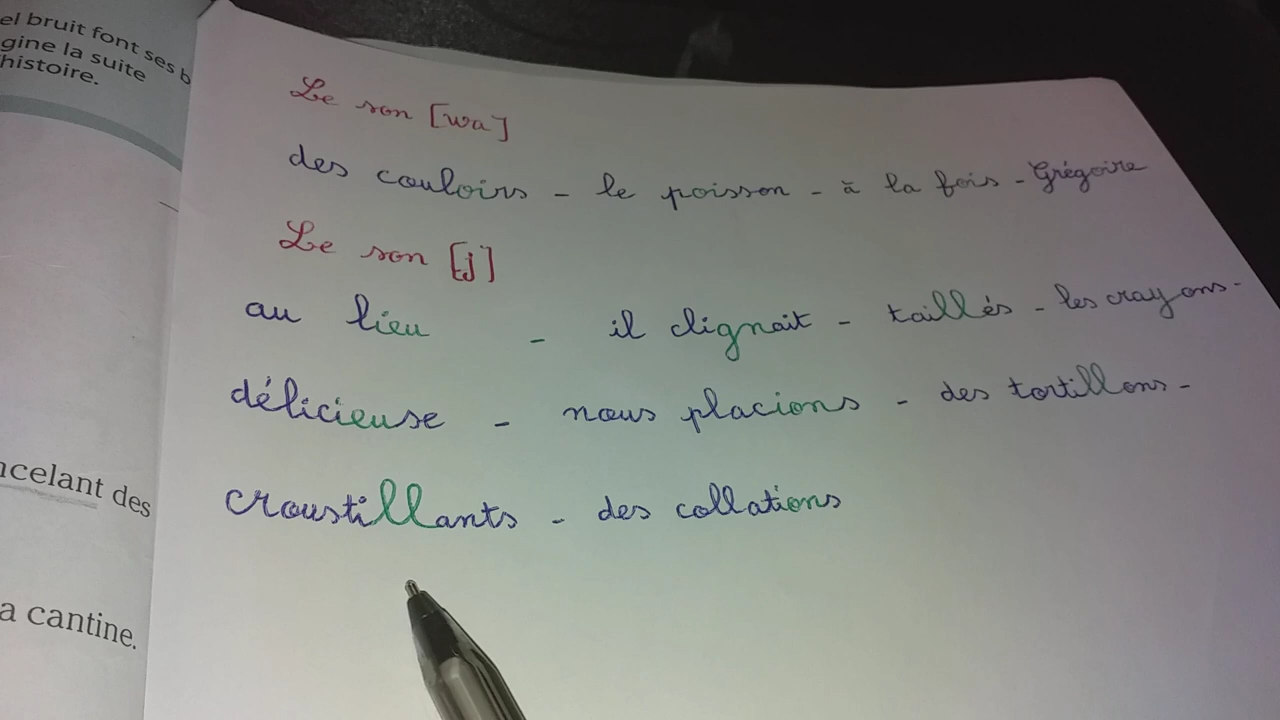 el bruit font ses b
gine la suite
histoire.
ncelant des
a cantine.
Le son [wa]
des couloirs - le poisson - à la fois - Grégoire
Le son [j]
au lieu - il clignait - taillés - les crayons -
délicieuse - nous placions - des tortillons -
croustillants - des collations